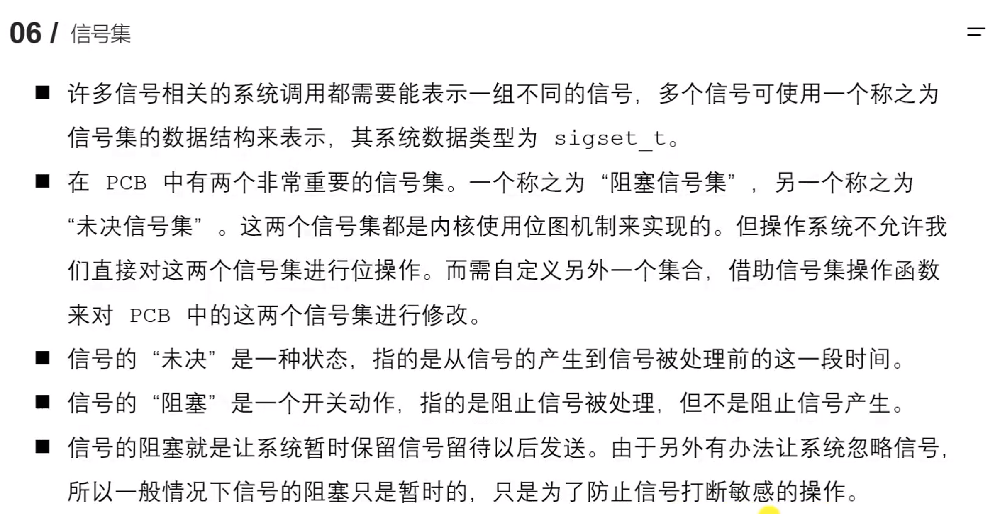 06 / 信号集
■ 许多信号相关的系统调用都需要能表示一组不同的信号，多个信号可使用一个称之为
信号集的数据结构来表示，其系统数据类型为 sigset_t。
■ 在 PCB 中有两个非常重要的信号集。一个称之为 “阻塞信号集” ，另一个称之为
“未决信号集” 。这两个信号集都是内核使用位图机制来实现的。但操作系统不允许我
们直接对这两个信号集进行位操作。而需自定义另外一个集合，借助信号集操作函数
来对 PCB 中的这两个信号集进行修改。
■ 信号的 “未决” 是一种状态，指的是从信号的产生到信号被处理前的这一段时间。
■ 信号的 “阻塞” 是一个开关动作，指的是阻止信号被处理，但不是阻止信号产生。
■ 信号的阻塞就是让系统暂时保留信号留待以后发送。由于另外有办法让系统忽略信号，
所以一般情况下信号的阻塞只是暂时的，只是为了防止信号打断敏感的操作。